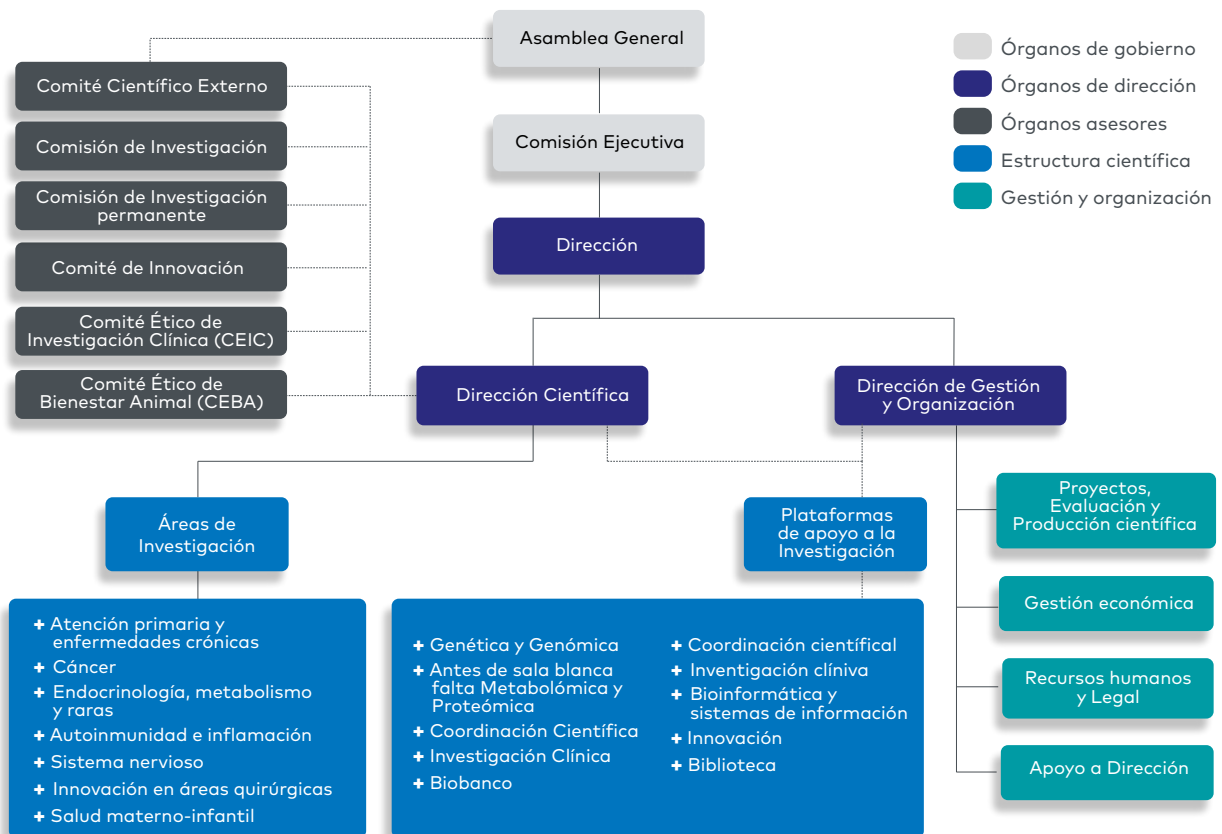 Asamblea General
Comisión Ejecutiva
Dirección
Órganos de gobierno
Órganos de dirección
Órganos asesores
Estructura científica
Gestión y organización
Comité Científico Externo
Comisión de Investigación
Comisión de Investigación
permanente
Comité de Innovación
Comité Ético de
Investigación Clínica (CEIC)
Comité Ético de
Bienestar Animal (CEBA)
Dirección Científica
Dirección de Gestión
y Organización
Áreas de
Investigación
Plataformas
de apoyo a la
Investigación
Proyectos,
Evaluación y
Producción científica
Gestión económica
Recursos humanos
y Legal
Apoyo a Dirección
+ Atención primaria y
enfermedades crónicas
+ Cáncer
+ Endocrinología, metabolismo
y raras
+ Autoinmunidad e inflamación
+ Sistema nervioso
+ Innovación en áreas quirúrgicas
+ Salud materno-infantil
+ Genética y Genómica
+ Antes de sala blanca
falta Metabolómica y
Proteómica
+ Coordinación Científica
+ Investigación Clínica
+ Biobanco
+ Coordinación científical
+ Inventigación clíniva
+ Bioinformática y
sistemas de información
+ Innovación
+ Biblioteca